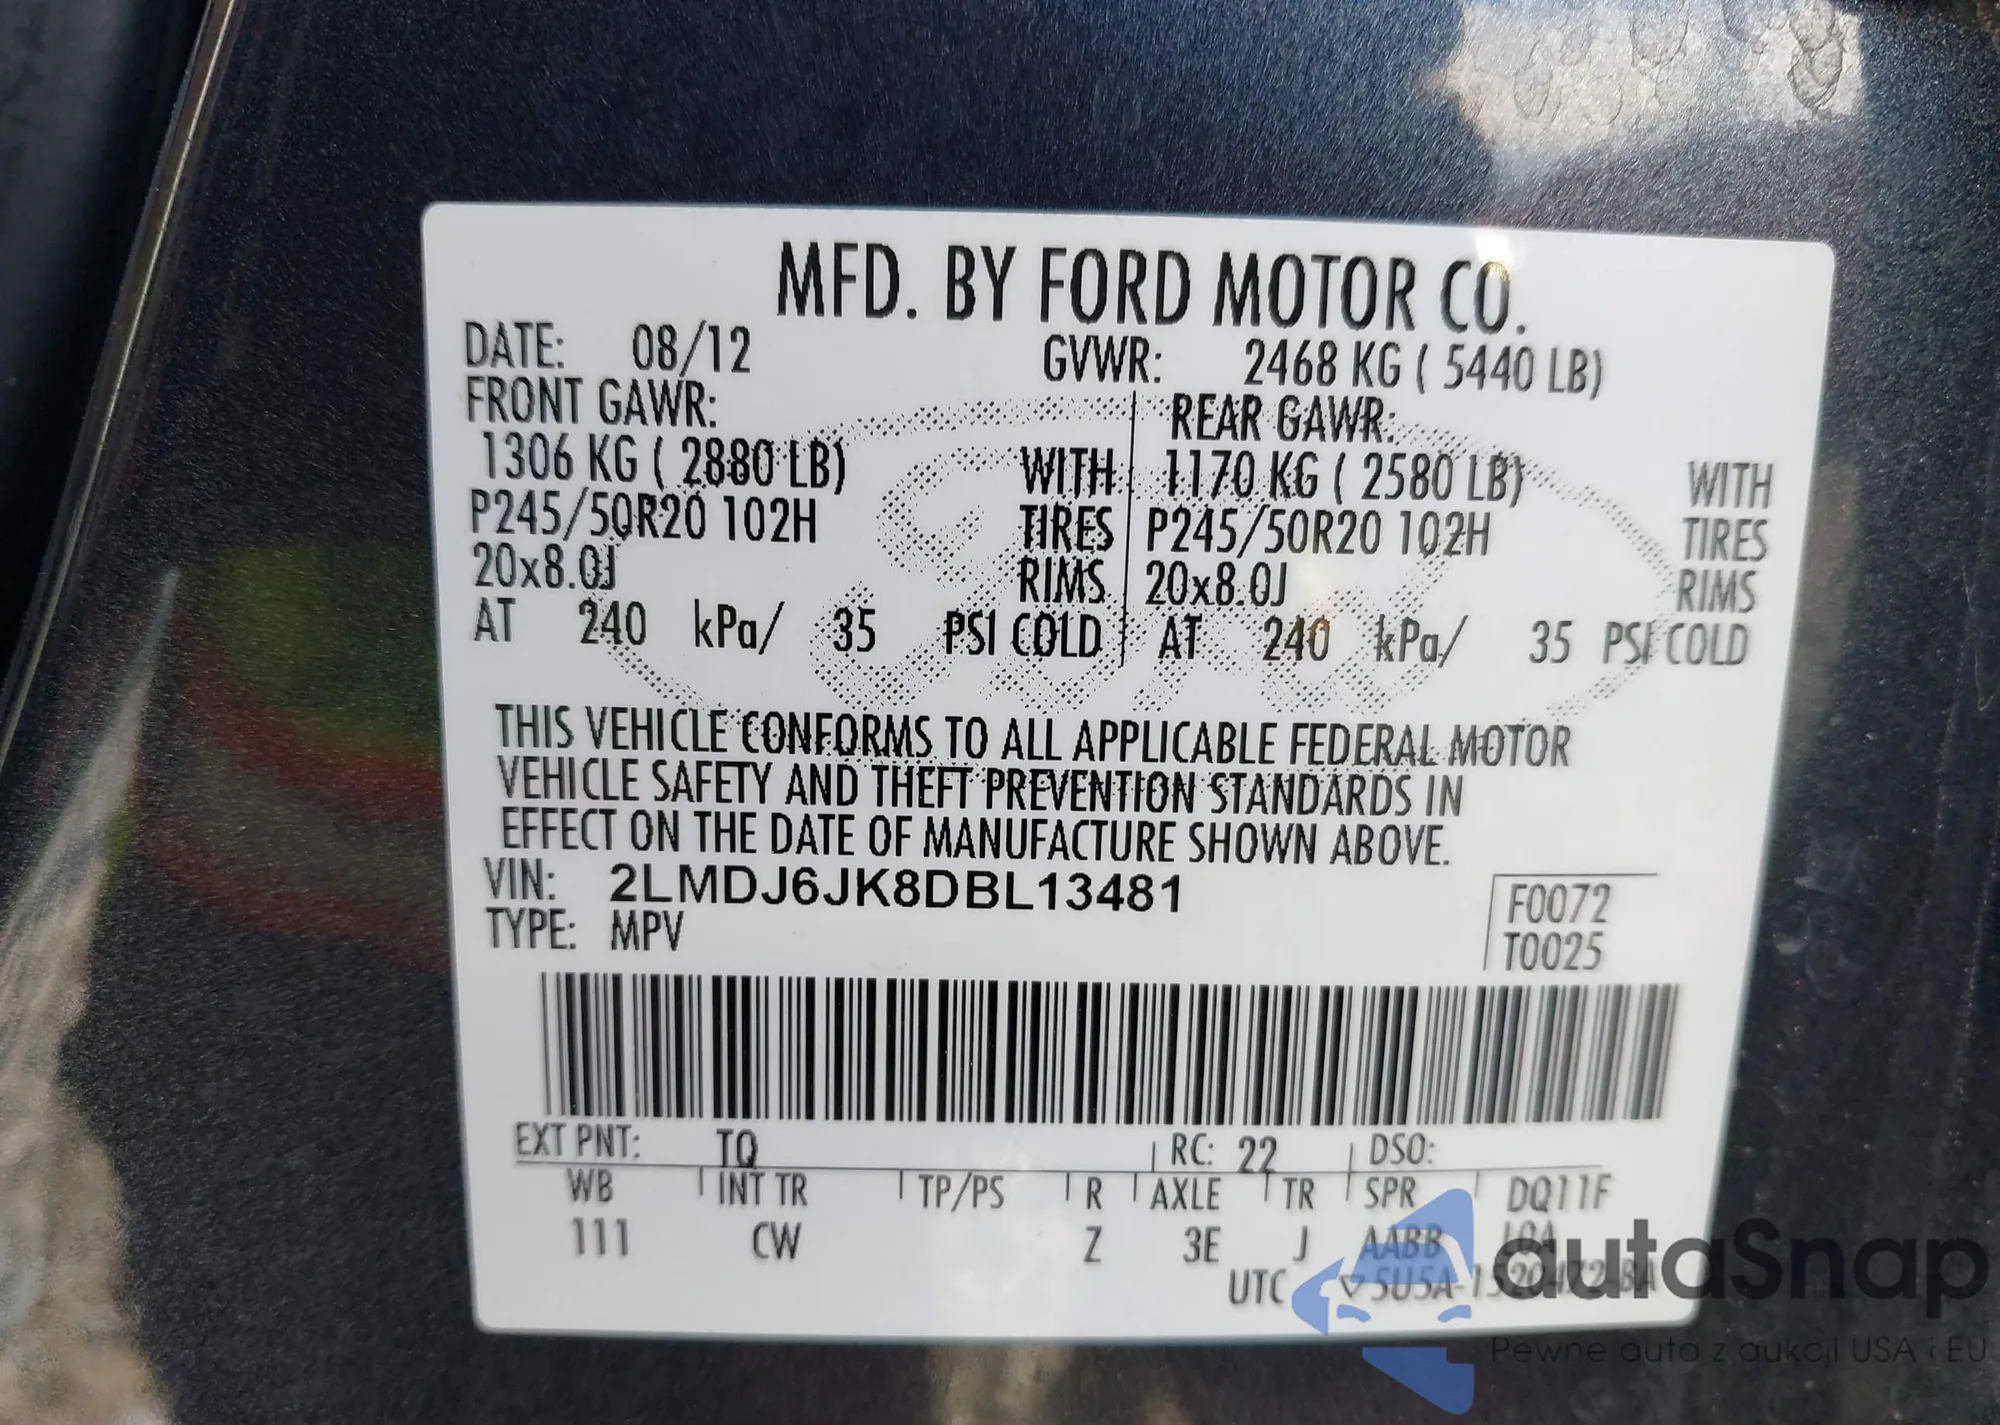 MFD. BY FORD MOTOR CO.
DATE: 08/12 GVWR: 2468 KG ( 5440 LB)
FRONT GAWR: REAR GAWR:
1306 KG ( 2880 LB) WITH 1170 KG ( 2580 LB) WITH
P245/50R20 102H TIRES P245/50R20 102H TIRES
20x8.0J RIMS 20x8.0J RIMS
AT 240 kPa/ 35 PSI COLD AT 240 kPa/ 35 PSI COLD
THIS VEHICLE CONFORMS TO ALL APPLICABLE FEDERAL MOTOR
VEHICLE SAFETY AND THEFT PREVENTION STANDARDS IN
EFFECT ON THE DATE OF MANUFACTURE SHOWN ABOVE.
VIN: 2LMDJ6JK8DBL13481 F0072
TYPE: MPV T0025
EXT PNT: TQ RC: 22 DSO:
WB INT TR TP/PS R AXLE TR SPR DQ11F
111 CW Z 3E J AABB
UTC
autoSnap
Pewne auta z aukcji USA i EU